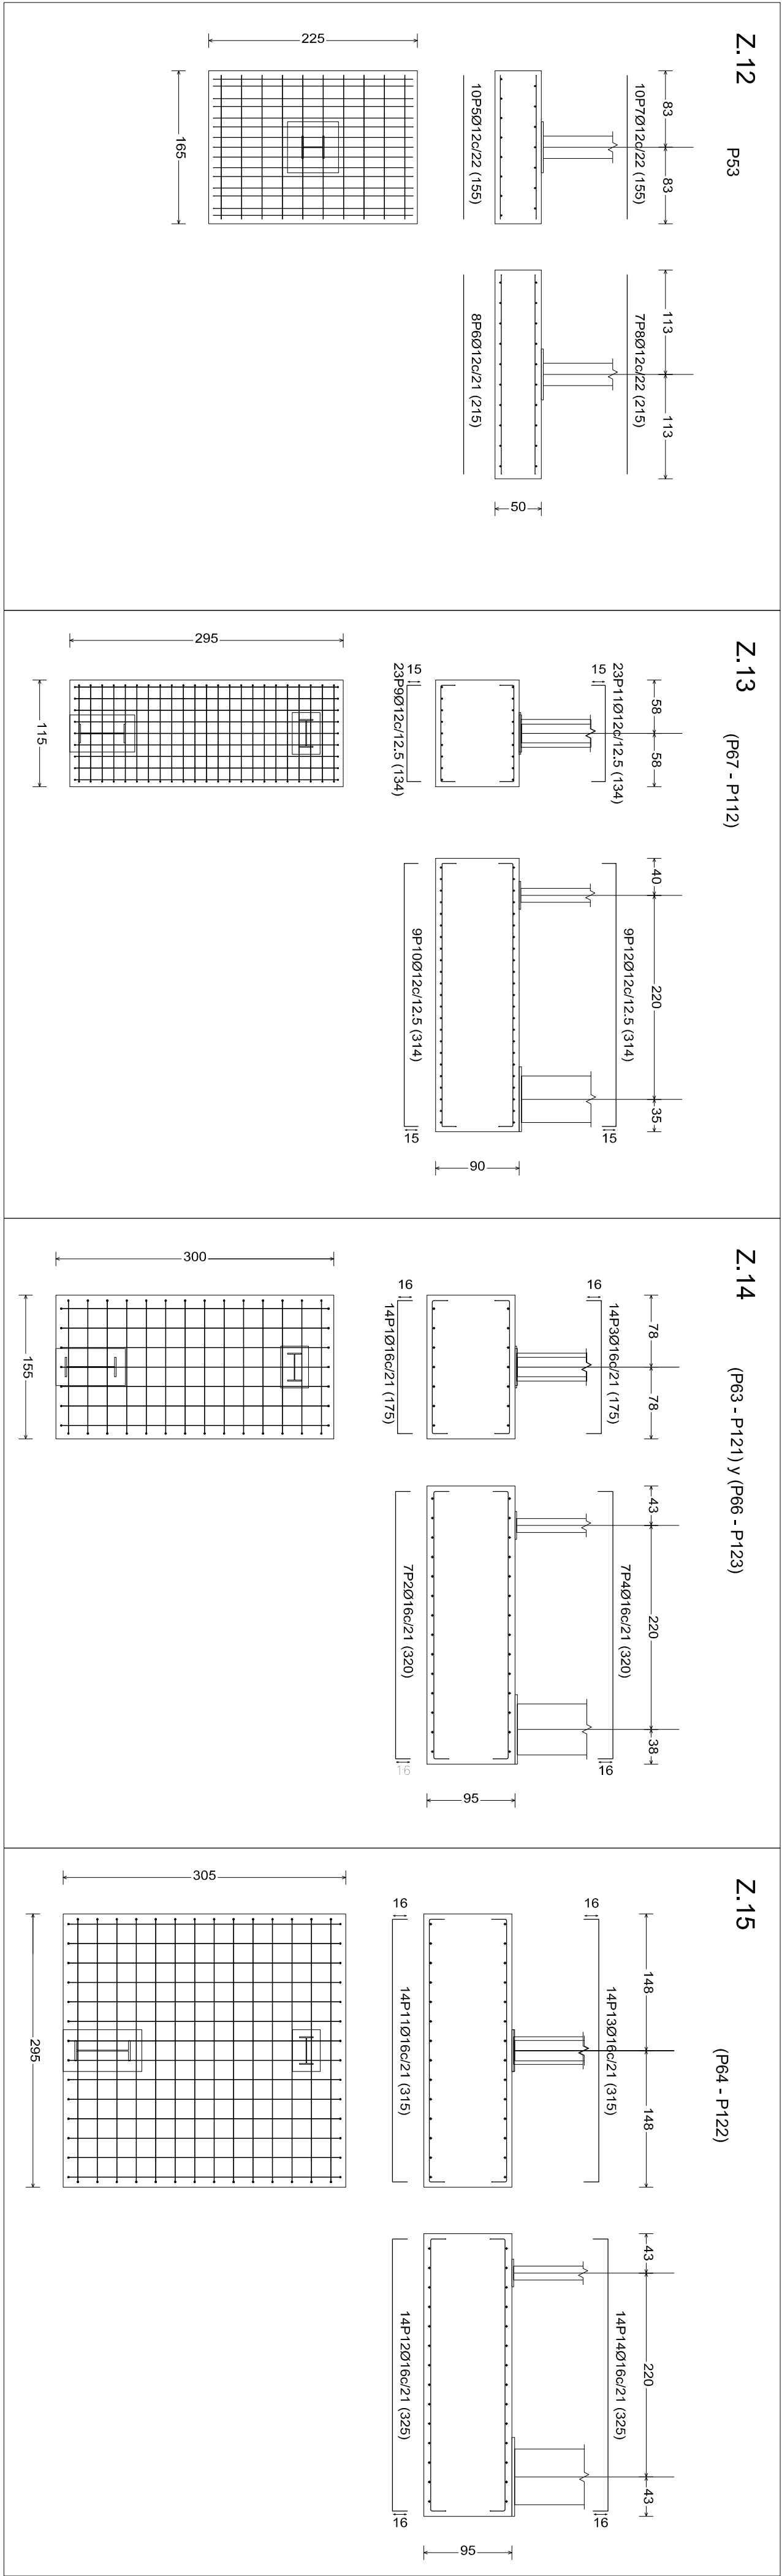 Z.12
P53
83
83
10P7Ø12c/22 (155)
10P5Ø12c/22 (155)
225
165
113
113
7P8Ø12c/22 (215)
8P6Ø12c/21 (215)
50
Z.13
(P67 - P112)
58
58
15
23P11Ø12c/12.5 (134)
15
23P9Ø12c/12.5 (134)
295
115
40
220
35
9P12Ø12c/12.5 (314)
15
9P10Ø12c/12.5 (314)
15
90
Z.14
(P63 - P121) y (P66 - P123)
78
78
16
14P3Ø16c/21 (175)
16
14P1Ø16c/21 (175)
300
155
43
220
38
7P4Ø16c/21 (320)
16
7P2Ø16c/21 (320)
16
95
Z.15
(P64 - P122)
148
148
16
14P13Ø16c/21 (315)
16
14P11Ø16c/21 (315)
305
295
43
220
43
14P14Ø16c/21 (325)
16
14P12Ø16c/21 (325)
16
95